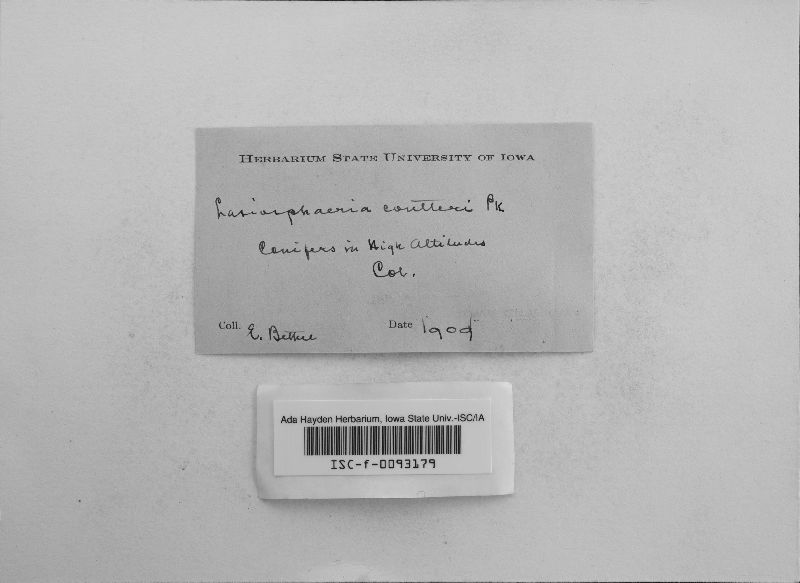 Herbarium State University of Iowa
Lasiosphaeria coulteri Pk
Conifers in High Altitudes
Col.
Coll. E. Bethel
Date 1909
Ada Hayden Herbarium, Iowa State Univ.-ISC/IA
ISC-f-0093179